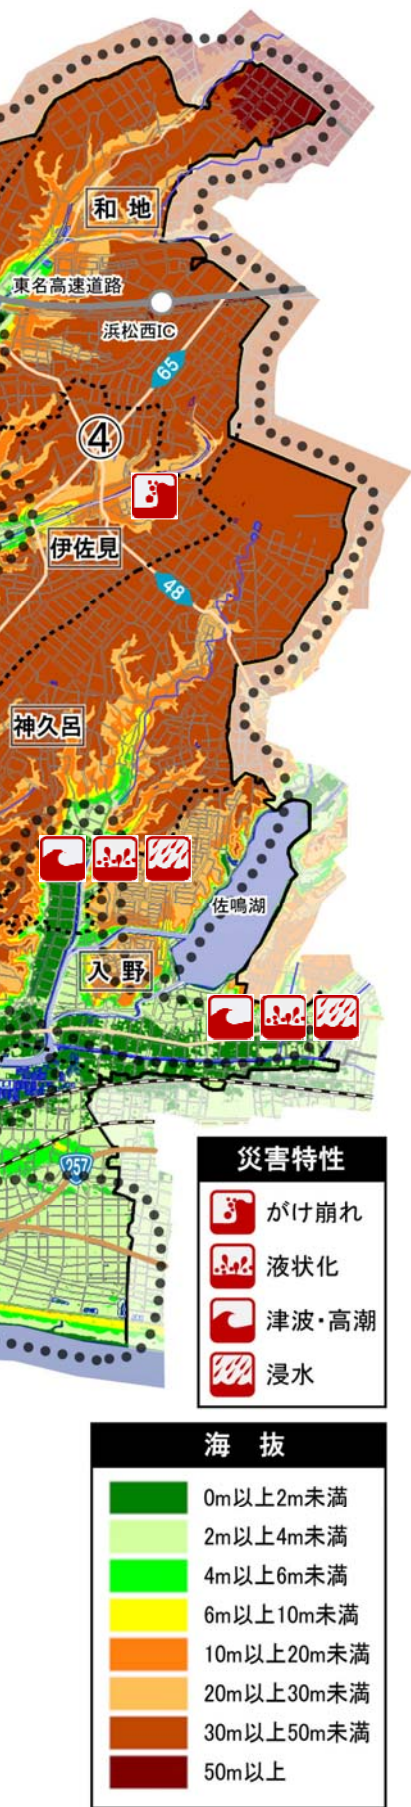 和地
東名高速道路
浜松西IC
65
④
伊佐見
48
神久呂
佐鳴湖
入野
257
災害特性
がけ崩れ
液状化
津波・高潮
浸水
海 抜
0m以上2m未満
2m以上4m未満
4m以上6m未満
6m以上10m未満
10m以上20m未満
20m以上30m未満
30m以上50m未満
50m以上